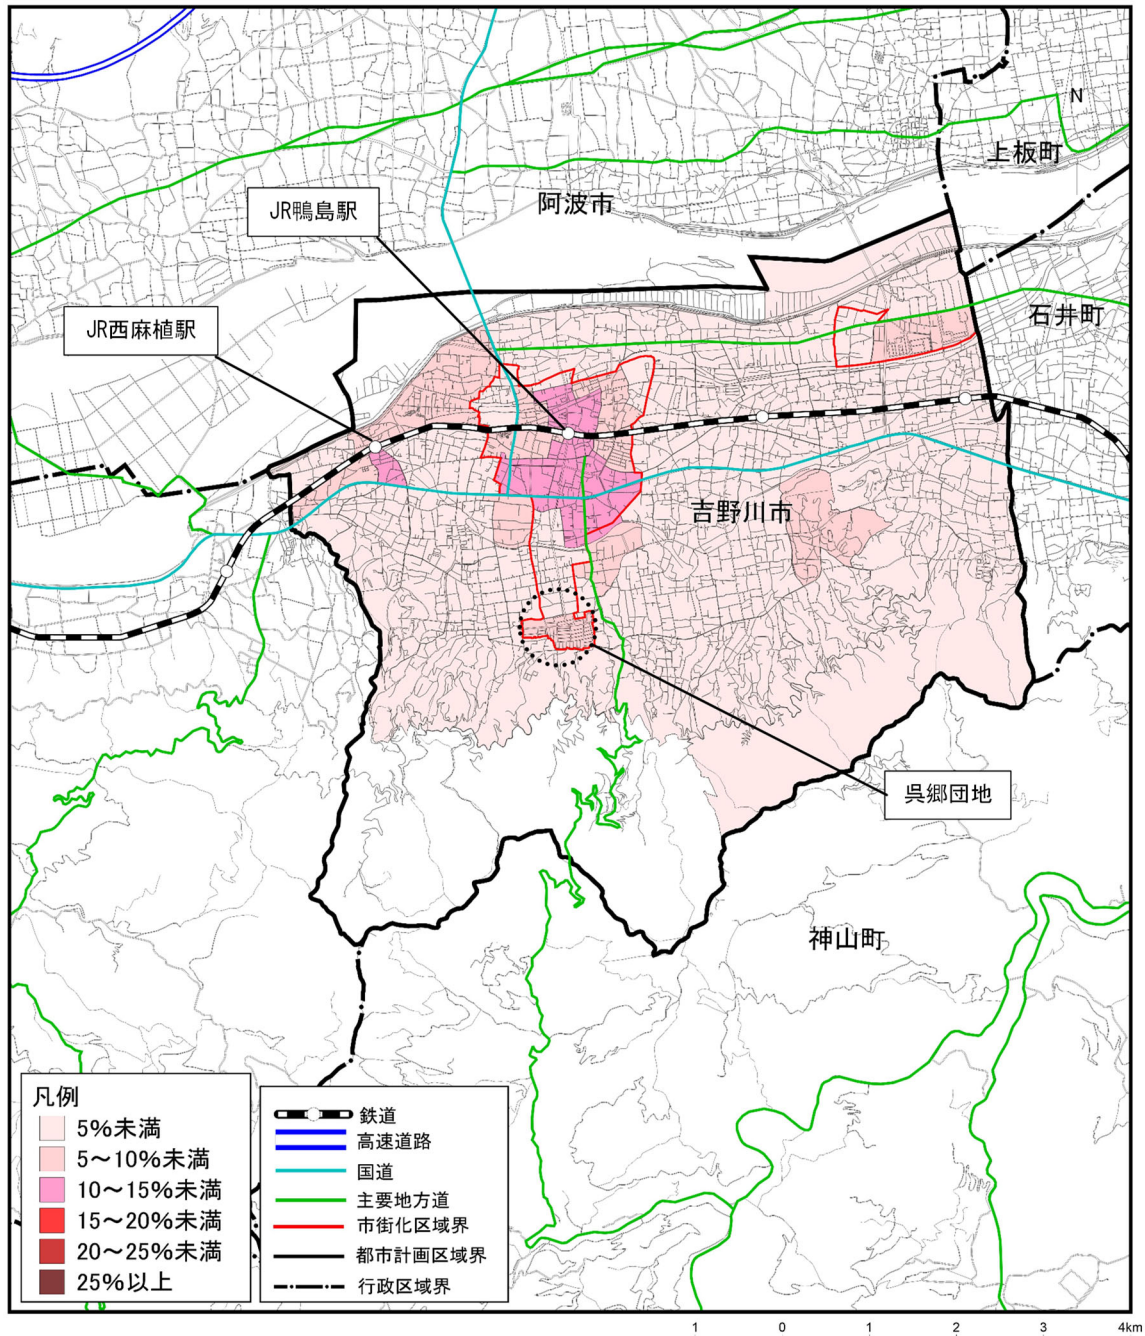 N
上板町
阿波市
JR鴨島駅
石井町
JR西麻植駅
吉野川市
呉郷団地
神山町
凡例
5%未満
5~10%未満
10~15%未満
15~20%未満
20~25%未満
25%以上
鉄道
高速道路
国道
主要地方道
市街化区域界
都市計画区域界
行政区域界
1 0 1 2 3 4km